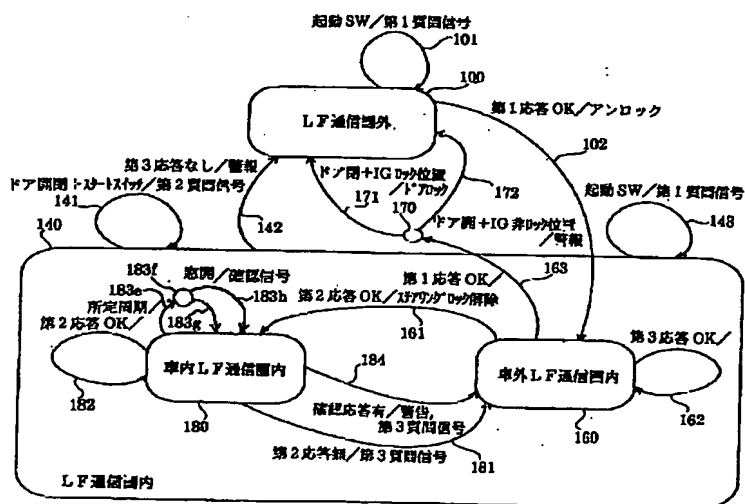 起動SW/第1質問信号
101
100
LF通信圏外
第1応答OK/アンロック
102
第3応答なし/警報
ドア開閉+スタートスイッチ/第2質問信号
141
140
142
ドア閉+IGロック位置
/ドアロック
171
170
172
起動SW/第1質問信号
143
ドア開+IG非ロック位置
/警報
163
第1応答OK/
183f
窓開/確認信号
183e
183h
所定周期
183g
第2応答OK/
第2応答OK/ステアリングロック解除
161
第3応答OK/
車内LF通信圏内
車外LF通信圏内
182
180
184
162
160
確認応答有/警告,
第3質問信号
第2応答無/第3質問信号
181
LF通信圏内